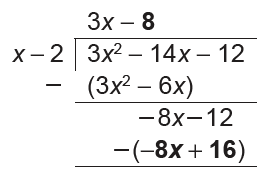 3x – 8
x – 2 | 3x² – 14x – 12
– (3x² – 6x)
–8x–12
–(–8x + 16)